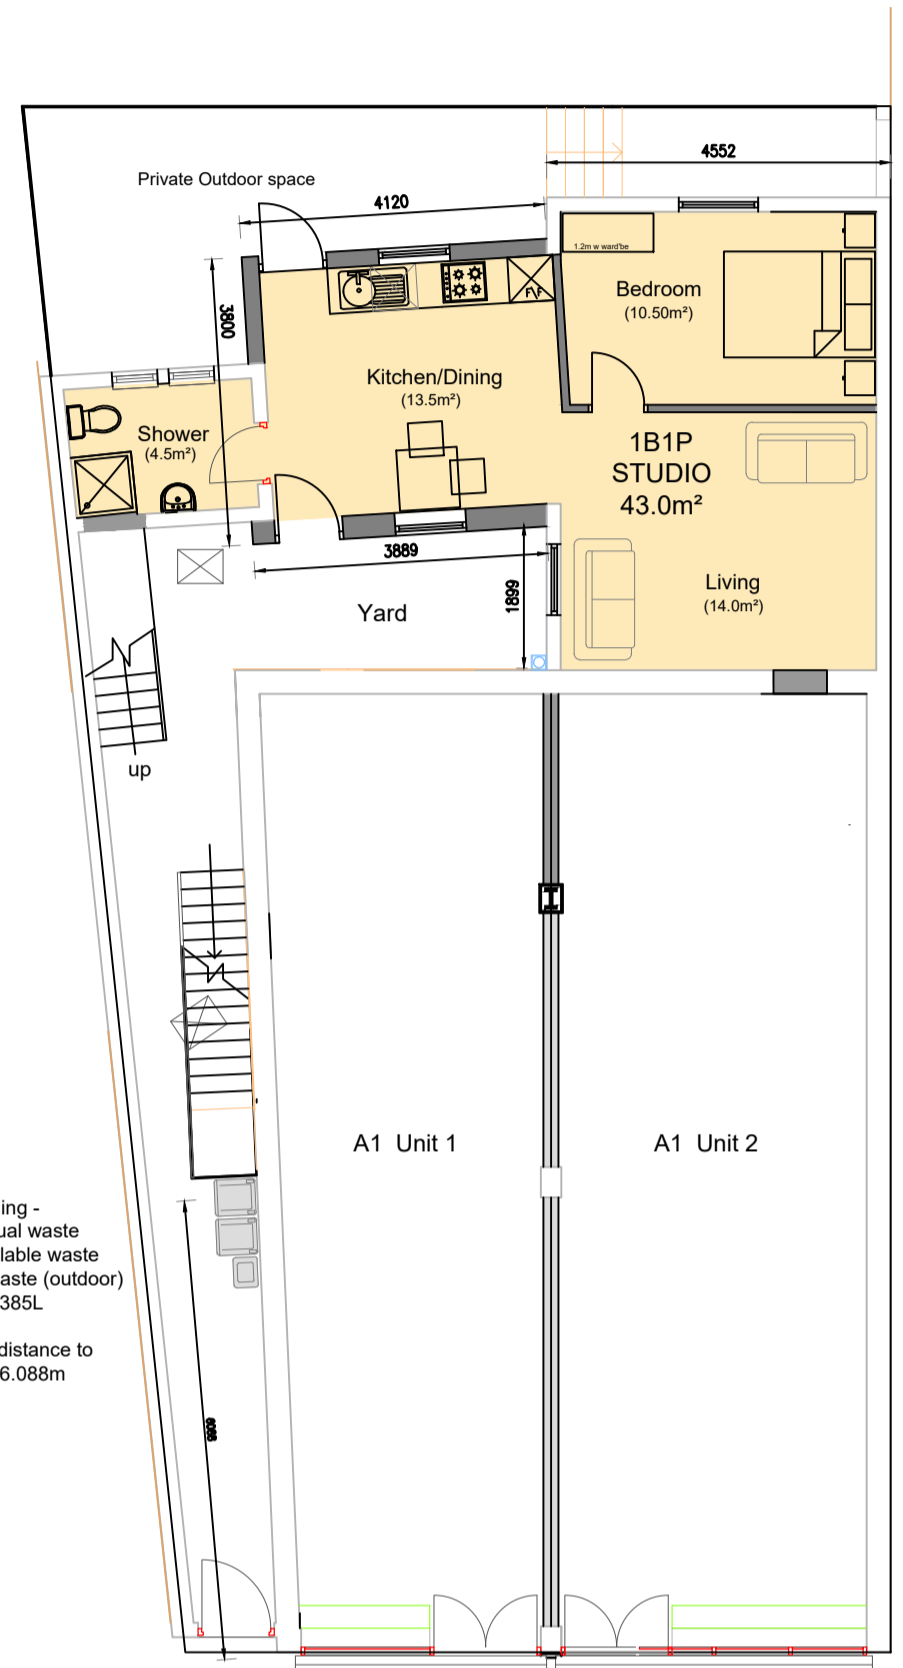 4552
Private Outdoor space
4120
1.2m w ward'be
Bedroom
(10.50m²)
F\F
3800
Kitchen/Dining
(13.5m²)
Shower
(4.5m²)
1B1P
STUDIO
43.0m²
3889
1899
Living
(14.0m²)
Yard
up
A1 Unit 1
A1 Unit 2
ing -
ual waste
lable waste
aste (outdoor)
385L
distance to
6.088m
6088